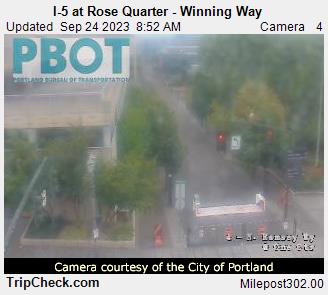 I-5 at Rose Quarter - Winning Way
Updated Sep 24 2023 8:52 AM Camera 4
PBOT
PORTLAND BUREAU OF TRANSPORTATION
Camera courtesy of the City of Portland
TripCheck.com Milepost302.00